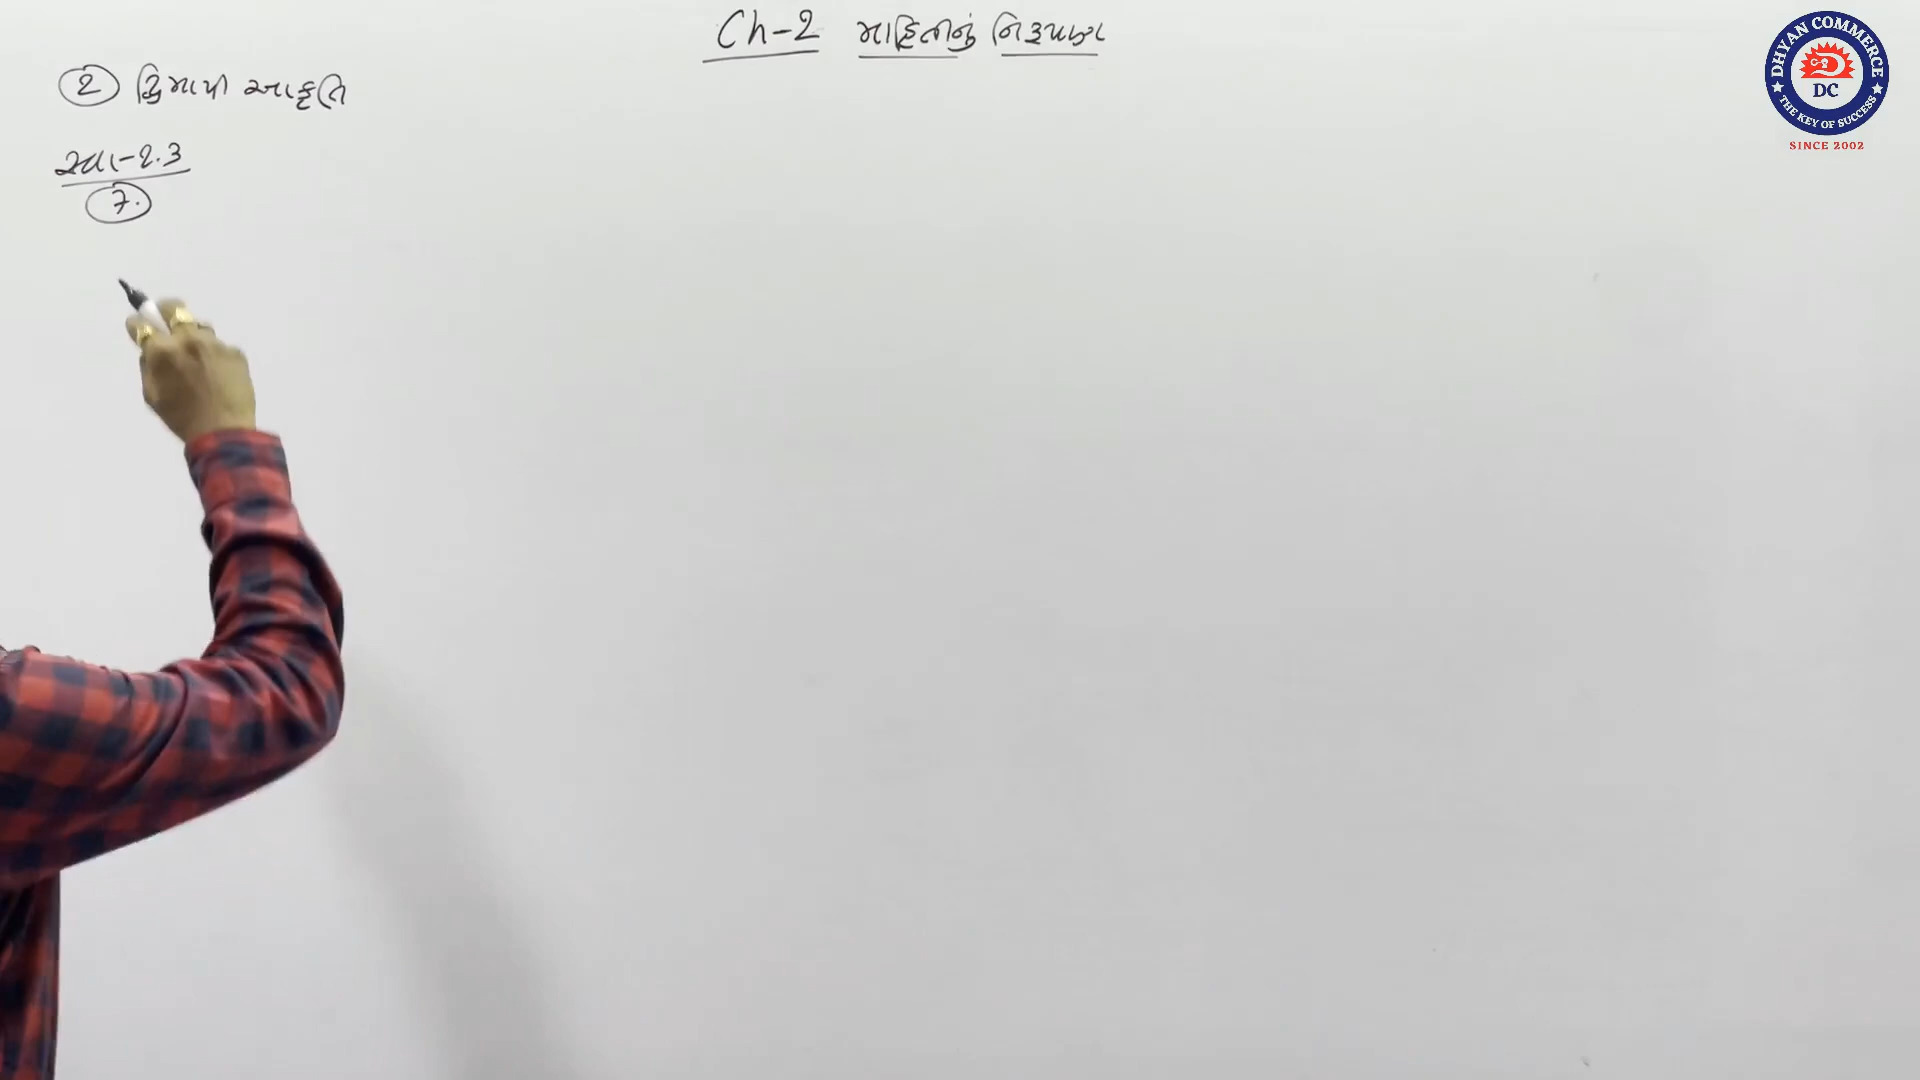 Ch-2 માહિતીનું નિરૂપણ
2 દ્વિમાપી આકૃતિ
સ્વા-2.3
7.
DHYAN COMMERCE
DC
THE KEY OF SUCCESS
SINCE 2002